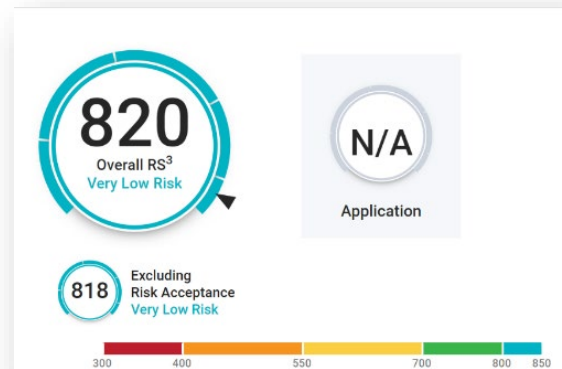 820
Overall RS³
Very Low Risk
N/A
Application
818
Excluding
Risk Acceptance
Very Low Risk
300 400 550 700 800 850